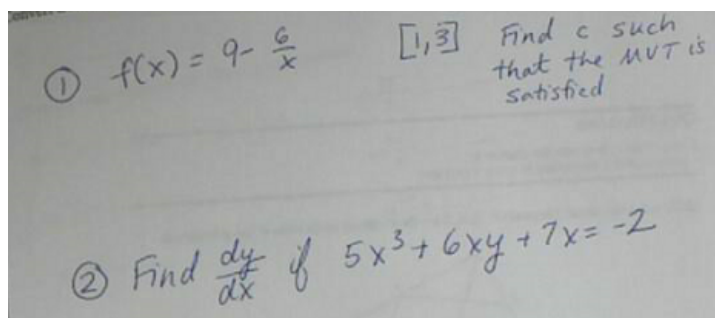 ① f(x) = 9 - 6/x [1,3] Find c such
that the MVT is
satisfied
② Find dy/dx if 5x³ + 6xy + 7x = -2